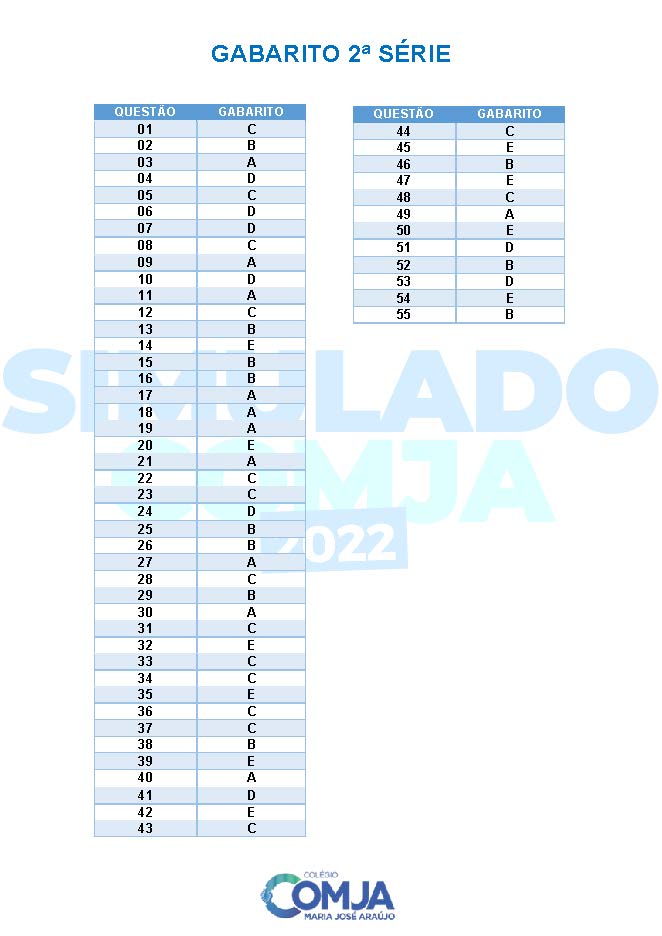 GABARITO 2ª SÉRIE
QUESTÃO GABARITO
01 C
02 B
03 A
04 D
05 C
06 D
07 D
08 C
09 A
10 D
11 A
12 C
13 B
14 E
15 B
16 B
17 A
18 A
19 A
20 E
21 A
22 C
23 C
24 D
25 B
26 B
27 A
28 C
29 B
30 A
31 C
32 E
33 C
34 C
35 E
36 C
37 C
38 B
39 E
40 A
41 D
42 E
43 C
QUESTÃO GABARITO
44 C
45 E
46 B
47 E
48 C
49 A
50 E
51 D
52 B
53 D
54 E
55 B
SIMULADO
COMJA
2022
COLÉGIO
COMJA
MARIA JOSÉ ARAÚJO